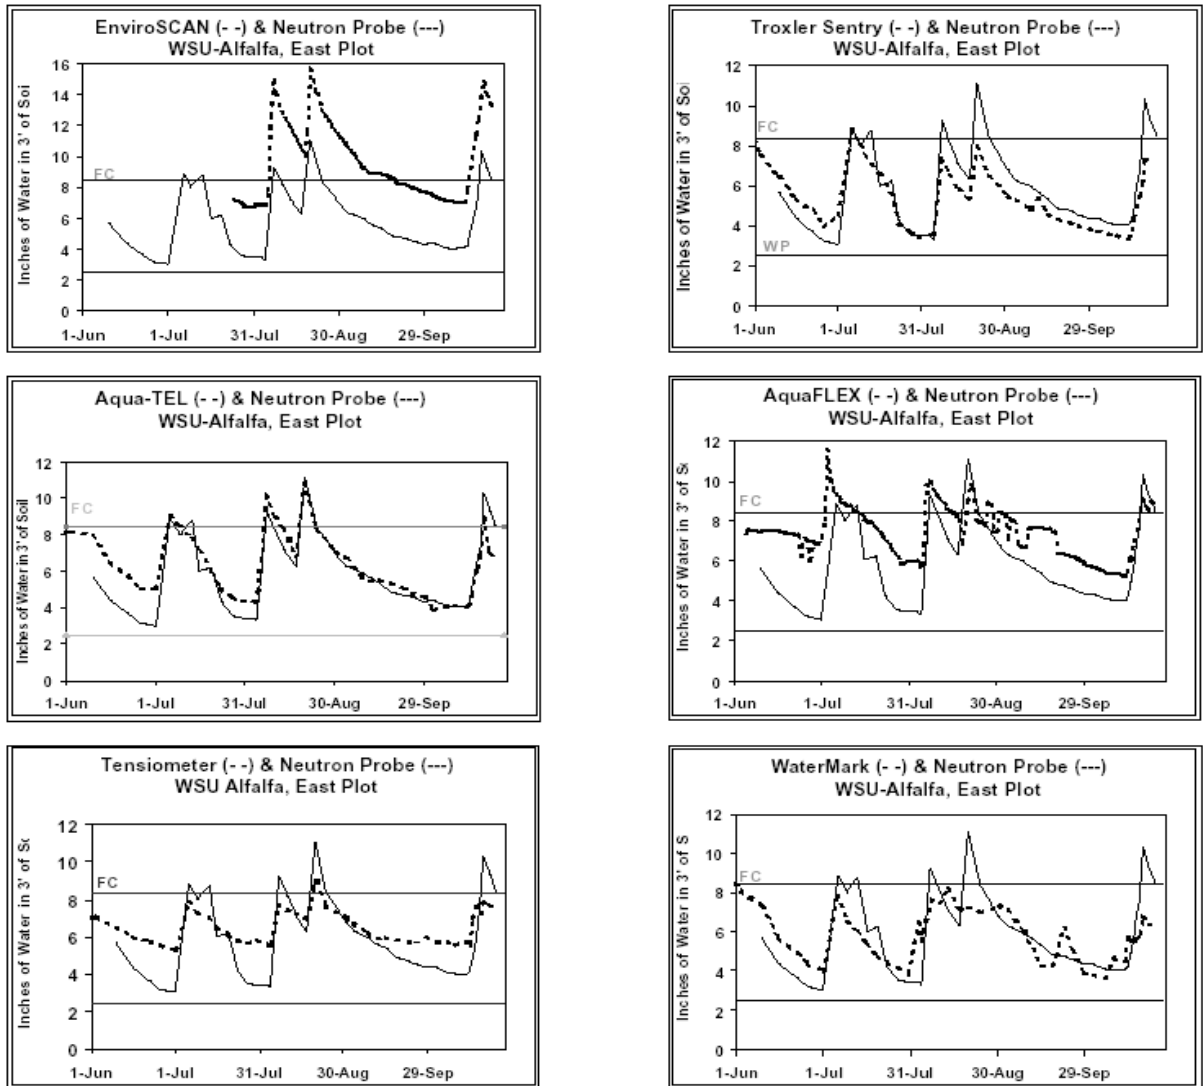 EnviroSCAN (- -) & Neutron Probe (---)
WSU-Alfalfa, East Plot
Inches of Water in 3' of Soi
16
14
12
10
8
6
4
2
0
FC
1-Jun 1-Jul 31-Jul 30-Aug 29-Sep
Troxler Sentry (- -) & Neutron Probe (---)
WSU-Alfalfa, East Plot
Inches of Water in 3' of Soi
12
10
8
6
4
2
0
FC
WP
1-Jun 1-Jul 31-Jul 30-Aug 29-Sep
Aqua-TEL (- -) & Neutron Probe (---)
WSU-Alfalfa, East Plot
Inches of Water in 3' of Soil
12
10
8
6
4
2
0
FC
1-Jun 1-Jul 31-Jul 30-Aug 29-Sep
AquaFLEX (- -) & Neutron Probe (---)
WSU-Alfalfa, East Plot
Inches of Water in 3' of Sc
12
10
8
6
4
2
0
FC
1-Jun 1-Jul 31-Jul 30-Aug 29-Sep
Tensiometer (- -) & Neutron Probe (---)
WSU Alfalfa, East Plot
Inches of Water in 3' of Sc
12
10
8
6
4
2
0
FC
1-Jun 1-Jul 31-Jul 30-Aug 29-Sep
WaterMark (- -) & Neutron Probe (---)
WSU-Alfalfa, East Plot
Inches of Water in 3' of S
12
10
8
6
4
2
0
FC
1-Jun 1-Jul 31-Jul 30-Aug 29-Sep